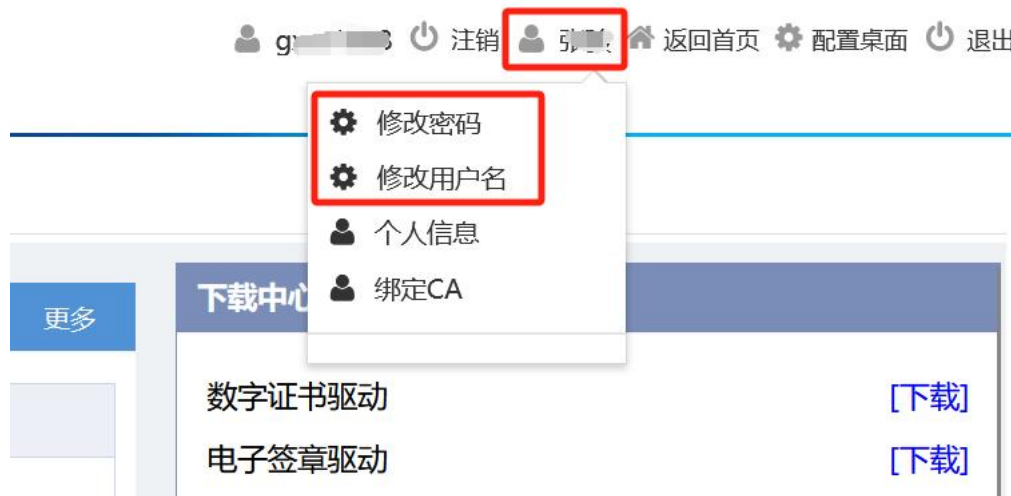 注销 返回首页 配置桌面 退出
修改密码
修改用户名
个人信息
绑定CA
更多
下载中心
数字证书驱动 [下载]
电子签章驱动 [下载]